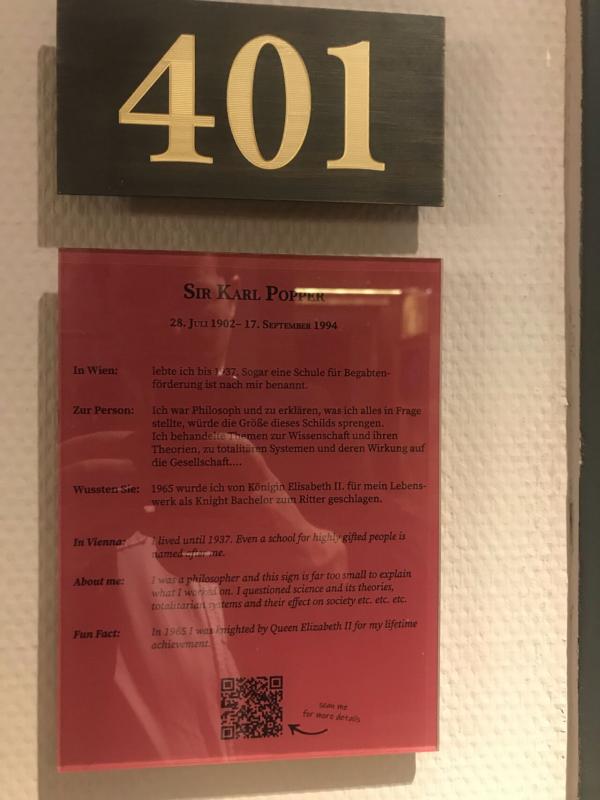 401
Sir Karl Popper
28. Juli 1902– 17. September 1994
In Wien: lebte ich bis 1937. Sogar eine Schule für Begabten-
förderung ist nach mir benannt.
Zur Person: Ich war Philosoph und zu erklären, was ich alles in Frage
stellte, würde die Größe dieses Schilds sprengen.
Ich behandelte Themen zur Wissenschaft und ihren
Theorien, zu totalitären Systemen und deren Wirkung auf
die Gesellschaft....
Wussten Sie: 1965 wurde ich von Königin Elisabeth II. für mein Lebens-
werk als Knight Bachelor zum Ritter geschlagen.
In Vienna: I lived until 1937. Even a school for highly gifted people is
named after me.
About me: I was a philosopher and this sign is far too small to explain
what I worked on. I questioned science and its theories,
totalitarian systems and their effect on society etc. etc. etc.
Fun Fact: In 1965 I was knighted by Queen Elizabeth II for my lifetime
achievement.
scan me
for more details